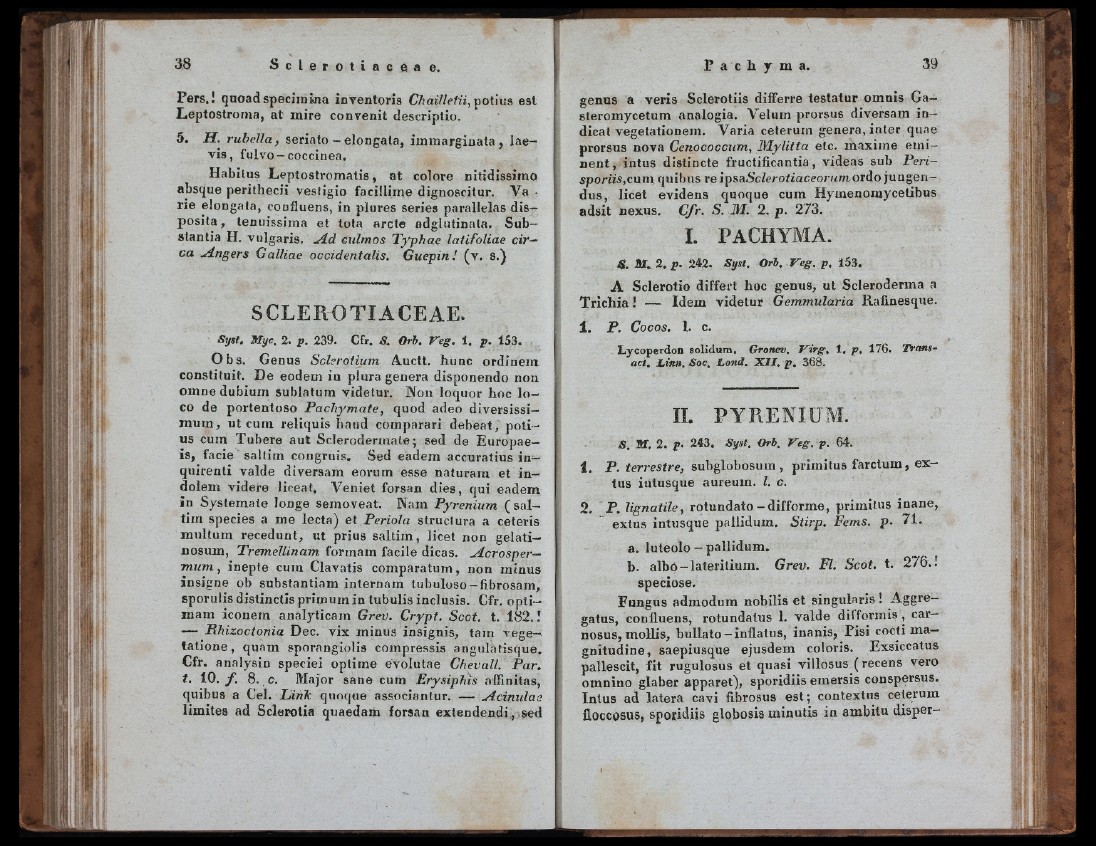 38 Sclerotiaceae.
Pers.! quoad specimina inventoris Chailletii, potius est
Leptostroma, at mire convenit descriptio.
5. H. rubella, seriato-elongata, immarginata, lae-
vis, fulvo-coccinea.
Habitus Leptostromatis, at colore nitidissimo
absque perithecii vestigio facillime dignoscitur. Va-
rie elongata, confluens, in plures series parallelas dis-
posita, tenuissima et tota arcte adglutinata. Sub-
stantia H. vulgaris. Ad culmos Typhae latifoliae cir-
ca Angers Galliae occidentalis. Guepin! (v. s.)
SCLEROTIACEAE.
Syst. Myc. 2. p. 239. Cfr. S. Orb. Veg. 1. p. 153.
Obs. Genus Sclerotium Auctt. hunc ordinem
constituit. De eodem in plura genera disponendo non
omne dubium sublatum videtur. Non loquor hoc lo-
co de portentoso Pachymate, quod adeo diversissi-
mum, ut cum reliquis haud comparari debeat, poti-
us cum Tubere aut Sclerodermate; sed de Europae-
is, facie saltim congruis. Sed eadem accuratius in-
quirenti valde diversam eorum esse naturam et in-
dolem videre liceat. Veniet forsan dies, qui eadem
in Systemate longe semoveat. Nam Pyrenium (sal-
tim species a me lecta) et Periola structura a ceteris
multum recedunt, ut prius saltim, licet non gelati-
nosum, Tremellinam formam facile dicas. Acrosper-
mum, inepte cum Clavatis comparatum, non minus
insigne ob substantiam internam tubuloso-fibrosam,
sporulis distinctis primum in tubulis inclusis. Cfr. opti-
mam iconem analyticam Grev. Crypt. Scot. t. 182.!
— Rhizoctonia Dec. vix minus insignis, tam vege-
tatione, quam sporangiolis compressis angulatisque.
Cfr. analysin speciei optime evolutae Chevall. Par.
t. 10. f. 8. c. Major sane cum Erysiphis affinitas,
quibus a Cel. Link quoque associantur. — Acinulae
limites ad Sclerotia quaedam forsan extendendi, sed
Pachyma. 39
genus a veris Sclerotiis differre testatur omnis Ga-
steromycetum analogia. Velum prorsus diversam in-
dicat vegetationem. Varia ceterum genera, inter quae
prorsus nova Cenococcum, Mylitta etc. maxime emi-
nent, intus distincte fructificantia, videas sub Peri-
sporiis, cum quibus re ipsa Sclerotiaceorum ordo jungen-
dus, licet evidens quoque cum Hymenomycetibus
adsit nexus. Cfr. S. M. 2. p. 273.
I. PACHYMA.
S. M. 2. p. 242. Syst. Orb. Veg. p. 153.
A Sclerotio differt hoc genus, ut Scleroderma a
Trichia! — Idem videtur Gemmularia Rafinesque.
1. P. Cocos. l. c.
Lycoperdon solidum. Gronov. Virg. 1. p. 176. Trans-
act. Linn. Soc. Lond. XII. p. 368.
II. PYRENIUM.
S. M. 2. p. 243. Syst. Orb. Veg. p. 64.
1. P. terrestre, subglobosum, primitus farctum, ex-
tus intusque aureum. l. c.
2. P. lignatile, rotundato-difforme, primitus inane,
extus intusque pallidum. Stirp. Fems. p. 71.
a. luteolo-pallidum.
b. albo-lateritium. Grev. Fl. Scot. t. 276.!
speciose.
Fungus admodum nobilis et singularis! Aggre-
gatus, confluens, rotundatus l. valde difformis, car-
nosus, mollis, bullato-inflatus, inanis, Pisi cocti ma-
gnitudine, saepiusque ejusdem coloris. Exsiccatus
pallescit, fit rugulosus et quasi villosus (recens vero
omnino glaber apparet), sporidiis emersis conspersus.
Intus ad latera cavi fibrosus est; contextus ceterum
floccosus, sporidiis globosis minutis in ambitu disper-